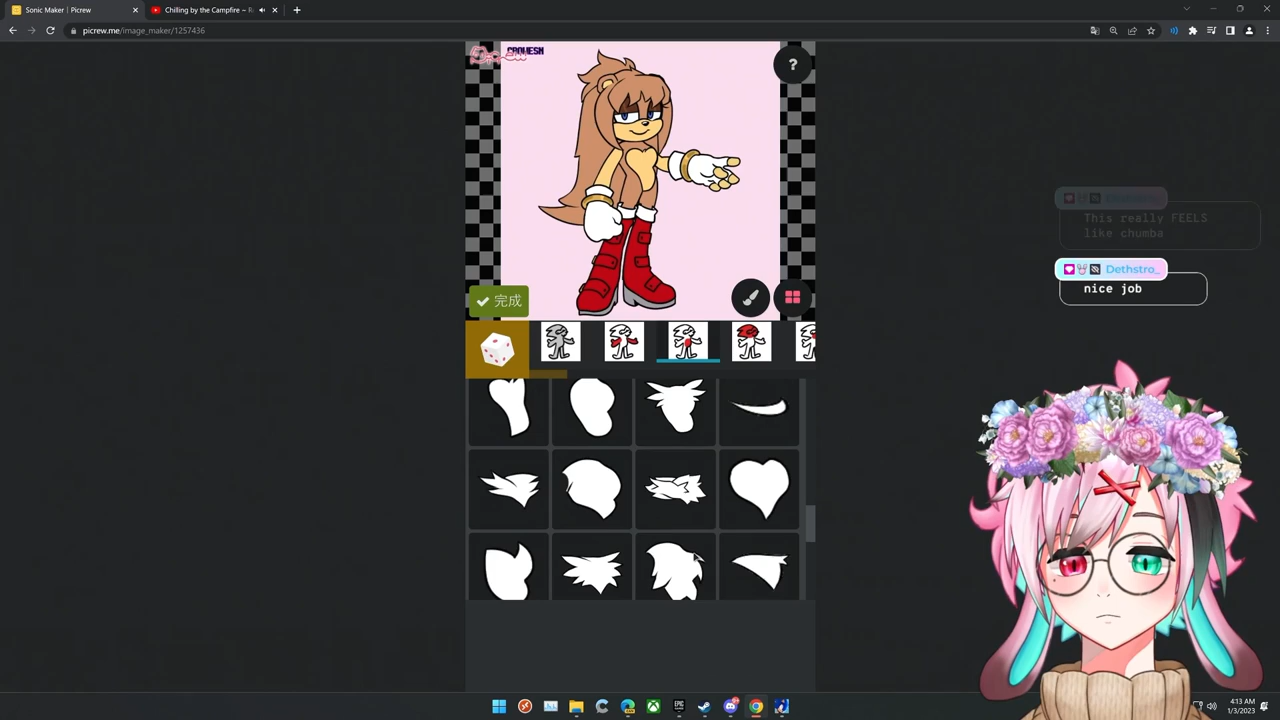 Sonic Maker | Picrew
Chilling by the Campfire – R
picrew.me/image_maker/1257436
?
完成
This really FEELS
like chumba
Dethstro_
nice job
4:13 AM
1/3/2023